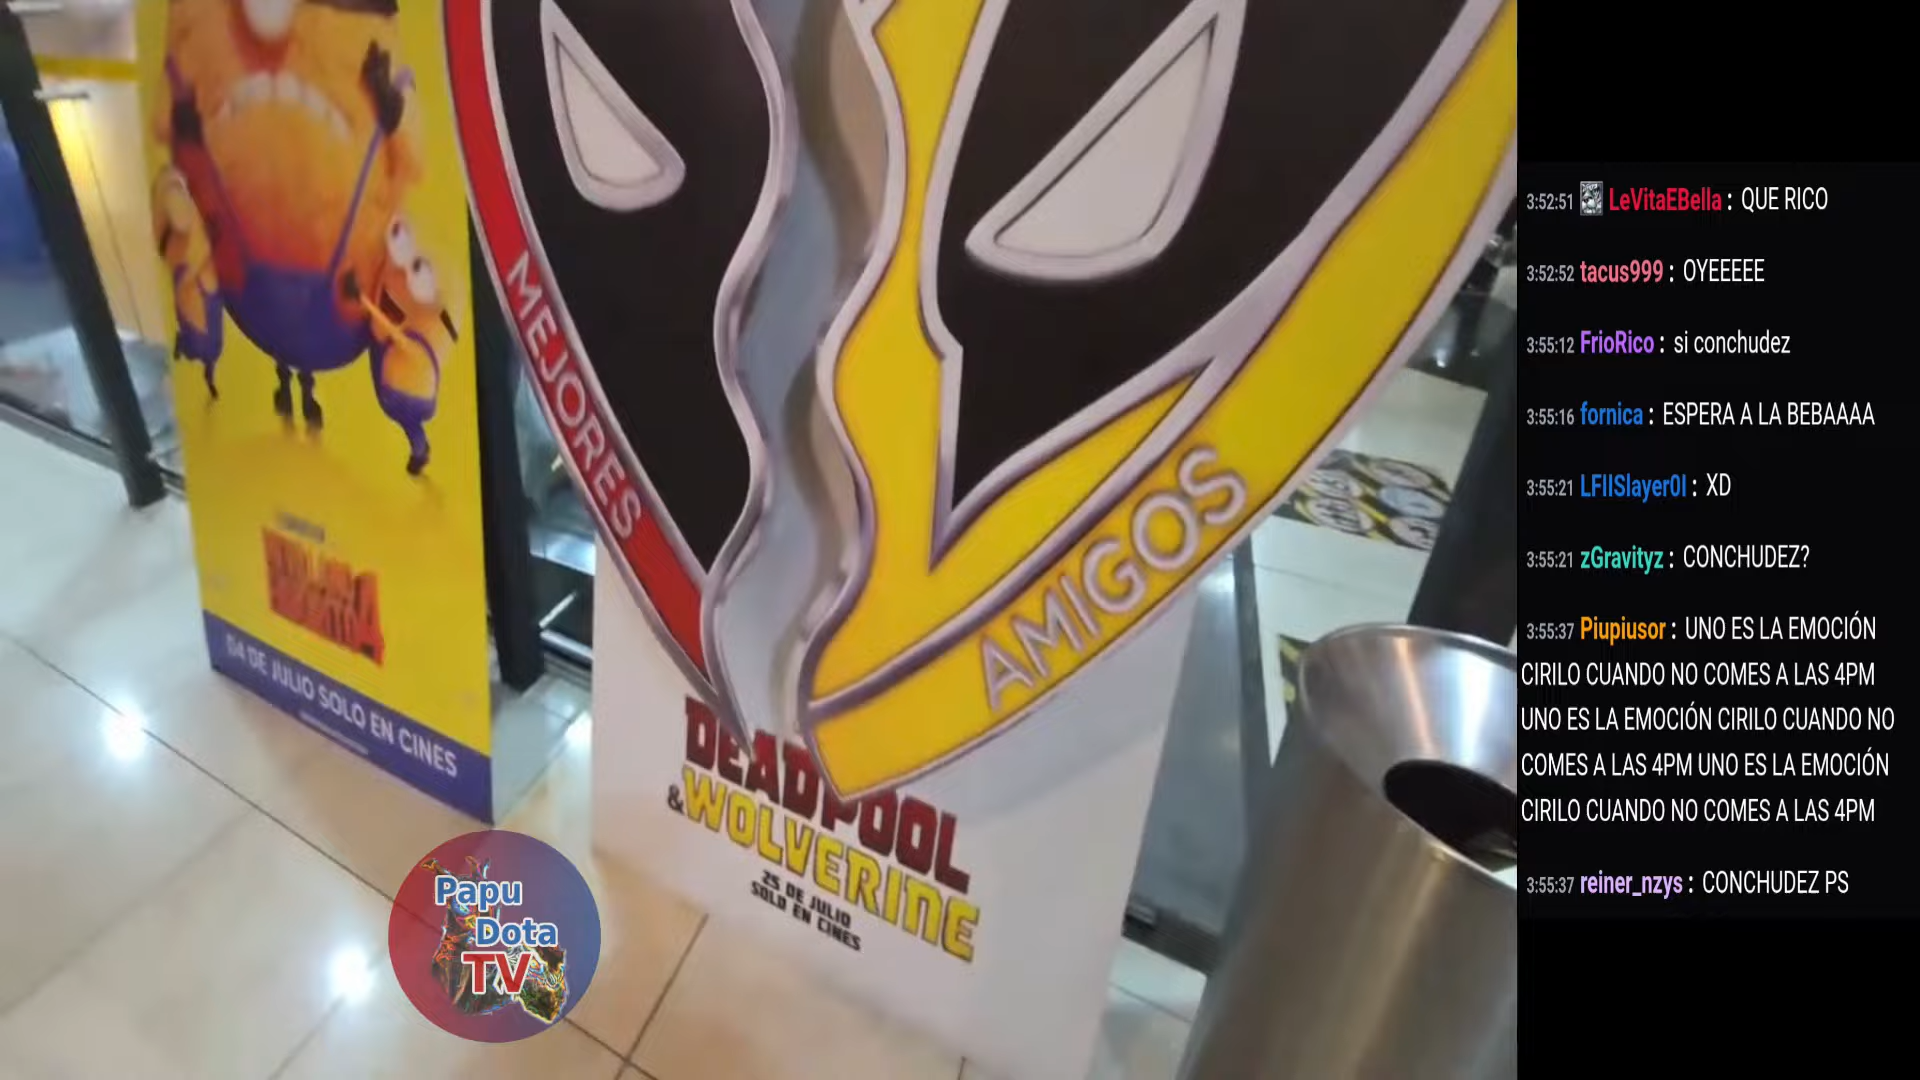 MEJORES
AMIGOS
DEADPOOL
&WOLVERINE
25 DE JULIO
SOLO EN CINES
04 DE JULIO SOLO EN CINES
Papu
Dota
TV
3:52:51 LeVitaEBella : QUE RICO
3:52:52 tacus999 : OYEEEEE
3:55:12 FrioRico : si conchudez
3:55:16 fornica : ESPERA A LA BEBAAAA
3:55:21 LFIISlayer0l : XD
3:55:21 zGravityz : CONCHUDEZ?
3:55:37 Piupiusor : UNO ES LA EMOCIÓN
CIRILO CUANDO NO COMES A LAS 4PM
UNO ES LA EMOCIÓN CIRILO CUANDO NO
COMES A LAS 4PM UNO ES LA EMOCIÓN
CIRILO CUANDO NO COMES A LAS 4PM
3:55:37 reiner_nzys : CONCHUDEZ PS